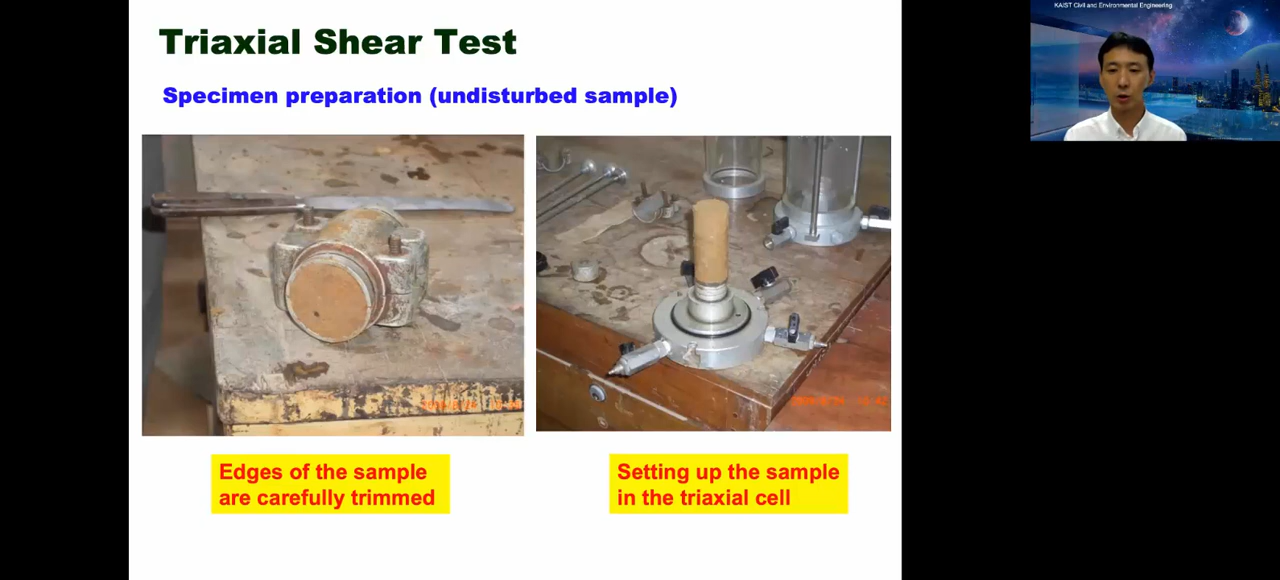 KAIST Civil and Environmental Engineering
Triaxial Shear Test
Specimen preparation (undisturbed sample)
Edges of the sample
are carefully trimmed
Setting up the sample
in the triaxial cell